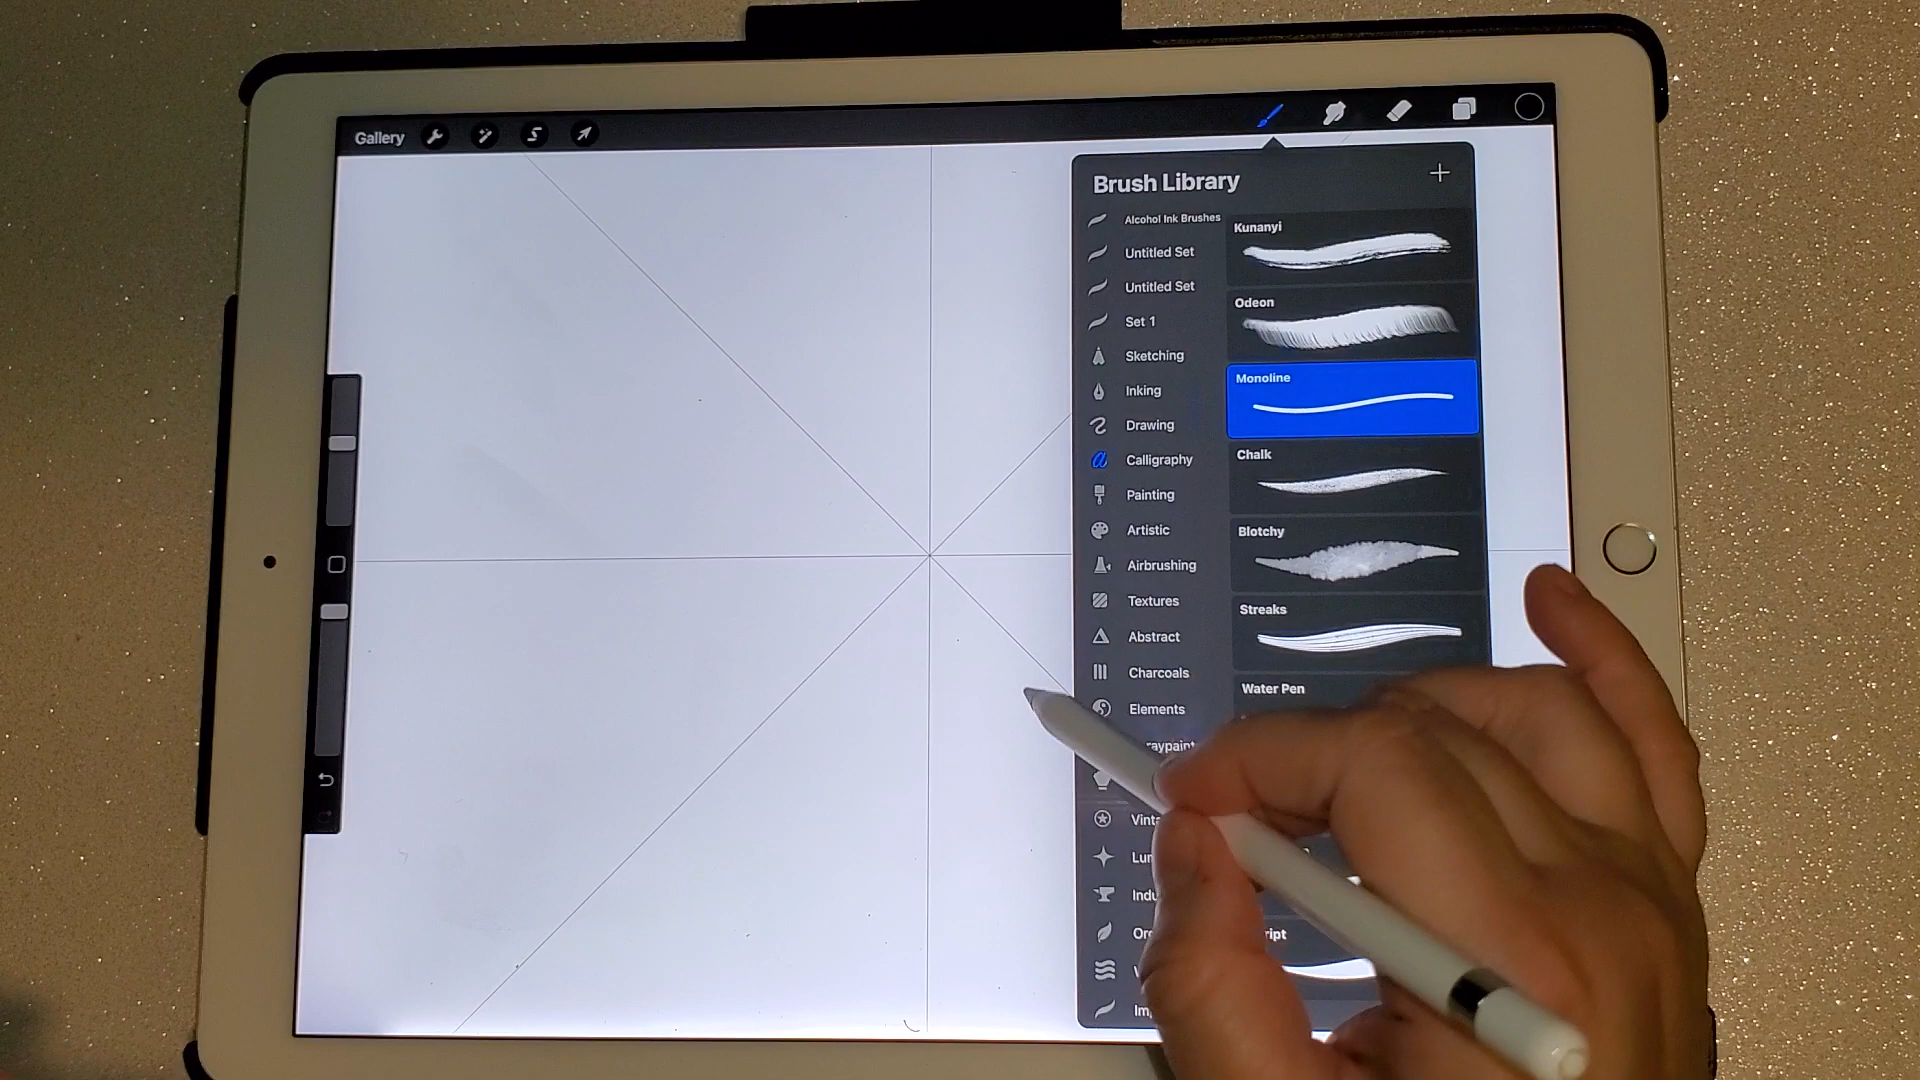 Gallery
Brush Library
Alcohol Ink Brushes
Untitled Set
Untitled Set
Set 1
Sketching
Inking
Drawing
Calligraphy
Painting
Artistic
Airbrushing
Textures
Abstract
Charcoals
Elements
Kunanyi
Odeon
Monoline
Chalk
Blotchy
Streaks
Water Pen